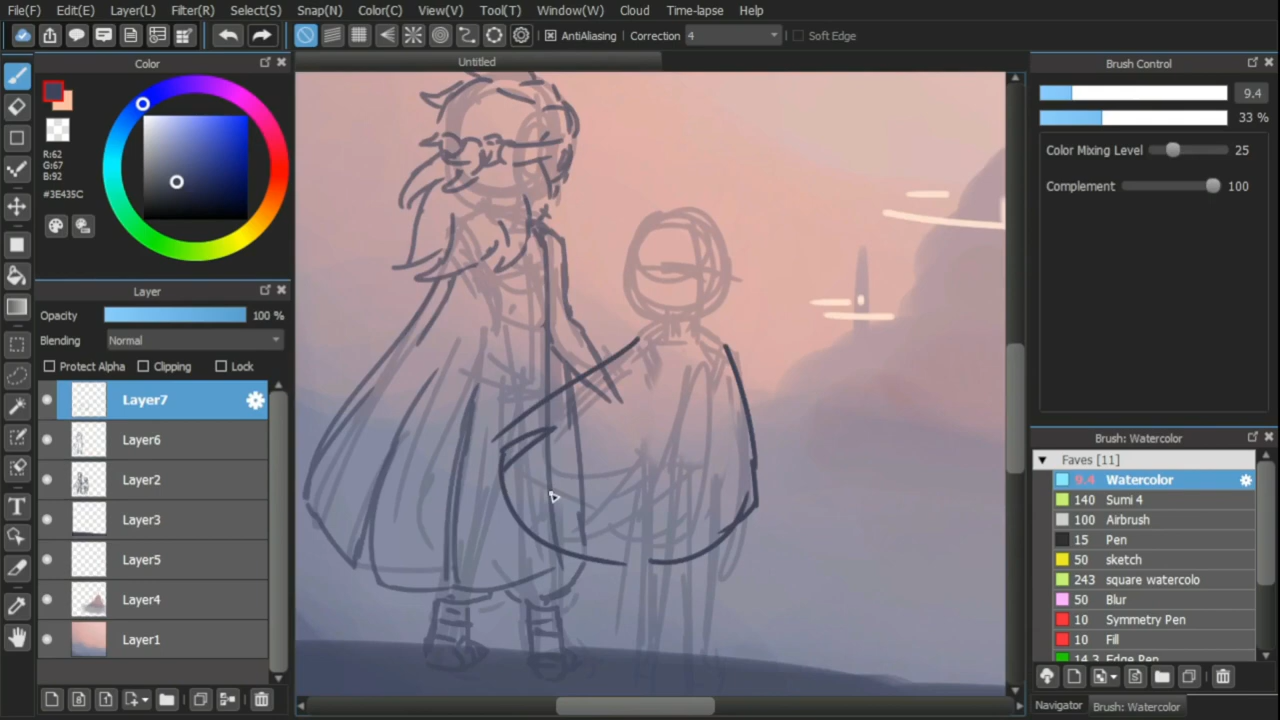 File(F) Edit(E) Layer(L) Filter(R) Select(S) Snap(N) Color(C) View(V) Tool(T) Window(W) Cloud Time-lapse Help
AntiAliasing Correction 4 Soft Edge
Color
Untitled
Brush Control
9.4
33 %
R:62
G:67
B:92
#3E435C
Color Mixing Level 25
Complement 100
Layer
Opacity 100 %
Blending Normal
Protect Alpha Clipping Lock
Layer7
Layer6
Layer2
Layer3
Layer5
Layer4
Layer1
Brush: Watercolor
Faves [11]
9.4 Watercolor
140 Sumi 4
100 Airbrush
15 Pen
50 sketch
243 square watercolo
50 Blur
10 Symmetry Pen
10 Fill
14.3 Edge Pen
Navigator Brush: Watercolor